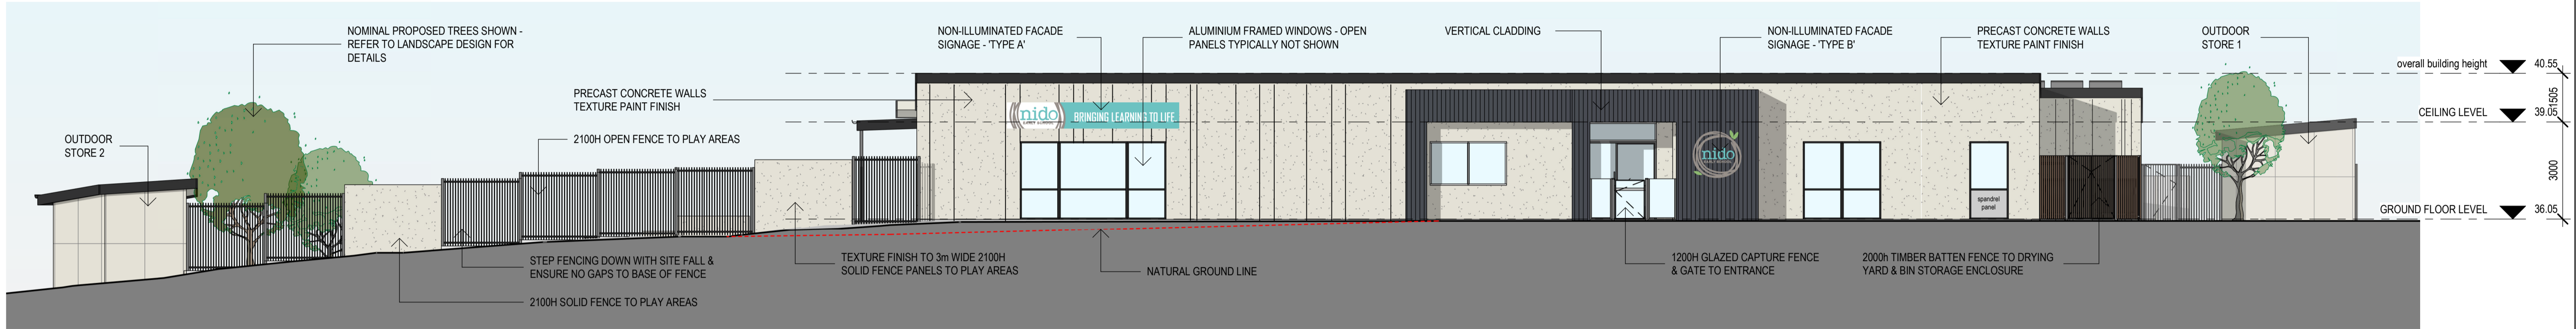 NOMINAL PROPOSED TREES SHOWN -
REFER TO LANDSCAPE DESIGN FOR
DETAILS
NON-ILLUMINATED FACADE
SIGNAGE - 'TYPE A'
ALUMINIUM FRAMED WINDOWS - OPEN
PANELS TYPICALLY NOT SHOWN
VERTICAL CLADDING
NON-ILLUMINATED FACADE
SIGNAGE - 'TYPE B'
PRECAST CONCRETE WALLS
TEXTURE PAINT FINISH
OUTDOOR
STORE 1
overall building height
40.55
1505
CEILING LEVEL
39.05
3000
GROUND FLOOR LEVEL
36.05
PRECAST CONCRETE WALLS
TEXTURE PAINT FINISH
nido
EARLY SCHOOL
BRINGING LEARNING TO LIFE
OUTDOOR
STORE 2
2100H OPEN FENCE TO PLAY AREAS
nido
EARLY SCHOOL
spandrel
panel
STEP FENCING DOWN WITH SITE FALL &
ENSURE NO GAPS TO BASE OF FENCE
2100H SOLID FENCE TO PLAY AREAS
TEXTURE FINISH TO 3m WIDE 2100H
SOLID FENCE PANELS TO PLAY AREAS
NATURAL GROUND LINE
1200H GLAZED CAPTURE FENCE
& GATE TO ENTRANCE
2000h TIMBER BATTEN FENCE TO DRYING
YARD & BIN STORAGE ENCLOSURE